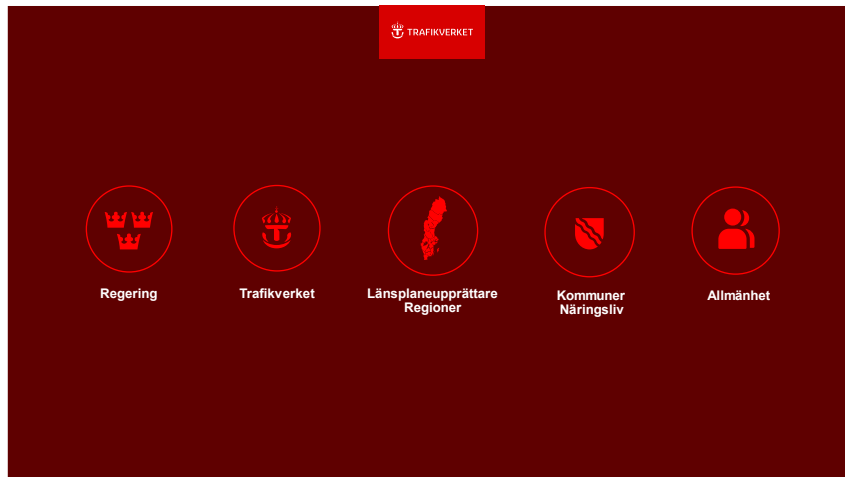 TRAFIKVERKET
Regering
Trafikverket
Länsplaneupprättare
Regioner
Kommuner
Näringsliv
Allmänhet